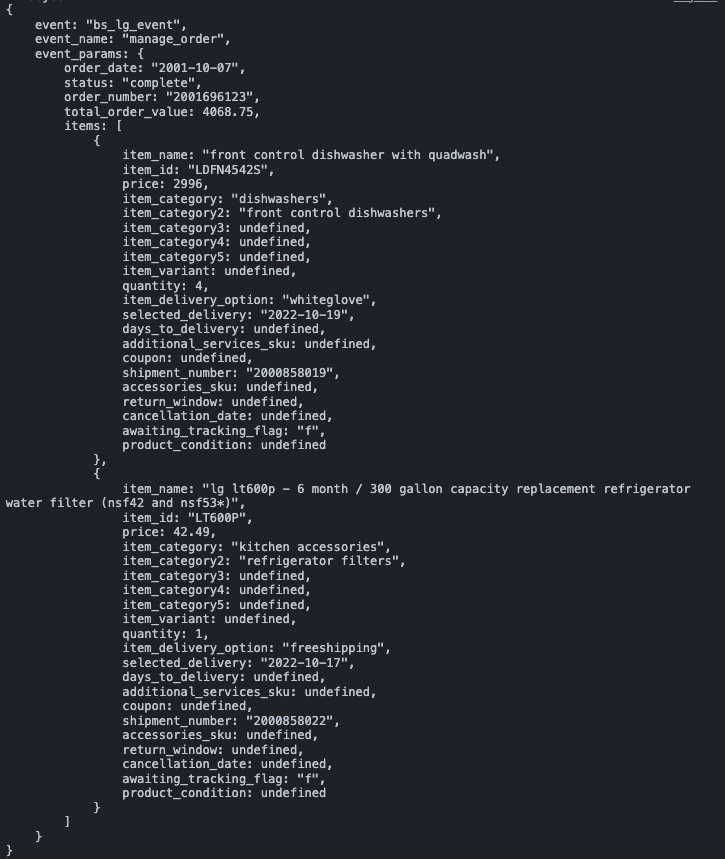 {
    event: "bs_lg_event",
    event_name: "manage_order",
    event_params: {
        order_date: "2001-10-07",
        status: "complete",
        order_number: "2001696123",
        total_order_value: 4068.75,
        items: [
            {
                item_name: "front control dishwasher with quadwash",
                item_id: "LDFN4542S",
                price: 2996,
                item_category: "dishwashers",
                item_category2: "front control dishwashers",
                item_category3: undefined,
                item_category4: undefined,
                item_category5: undefined,
                item_variant: undefined,
                quantity: 4,
                item_delivery_option: "whiteglove",
                selected_delivery: "2022-10-19",
                days_to_delivery: undefined,
                additional_services_sku: undefined,
                coupon: undefined,
                shipment_number: "2000858019",
                accessories_sku: undefined,
                return_window: undefined,
                cancellation_date: undefined,
                awaiting_tracking_flag: "f",
                product_condition: undefined
            },
            {
                item_name: "lg lt600p – 6 month / 300 gallon capacity replacement refrigerator
water filter (nsf42 and nsf53*)",
                item_id: "LT600P",
                price: 42.49,
                item_category: "kitchen accessories",
                item_category2: "refrigerator filters",
                item_category3: undefined,
                item_category4: undefined,
                item_category5: undefined,
                item_variant: undefined,
                quantity: 1,
                item_delivery_option: "freeshipping",
                selected_delivery: "2022-10-17",
                days_to_delivery: undefined,
                additional_services_sku: undefined,
                coupon: undefined,
                shipment_number: "2000858022",
                accessories_sku: undefined,
                return_window: undefined,
                cancellation_date: undefined,
                awaiting_tracking_flag: "f",
                product_condition: undefined
            }
        ]
    }
}